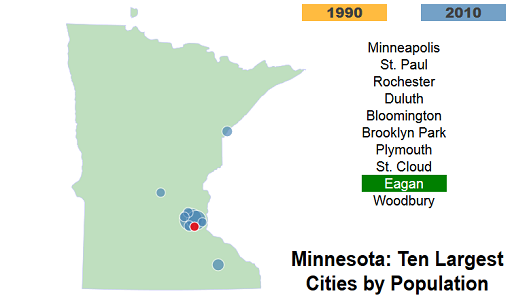 1990 2010
Minneapolis
St. Paul
Rochester
Duluth
Bloomington
Brooklyn Park
Plymouth
St. Cloud
Eagan
Woodbury
Minnesota: Ten Largest
Cities by Population